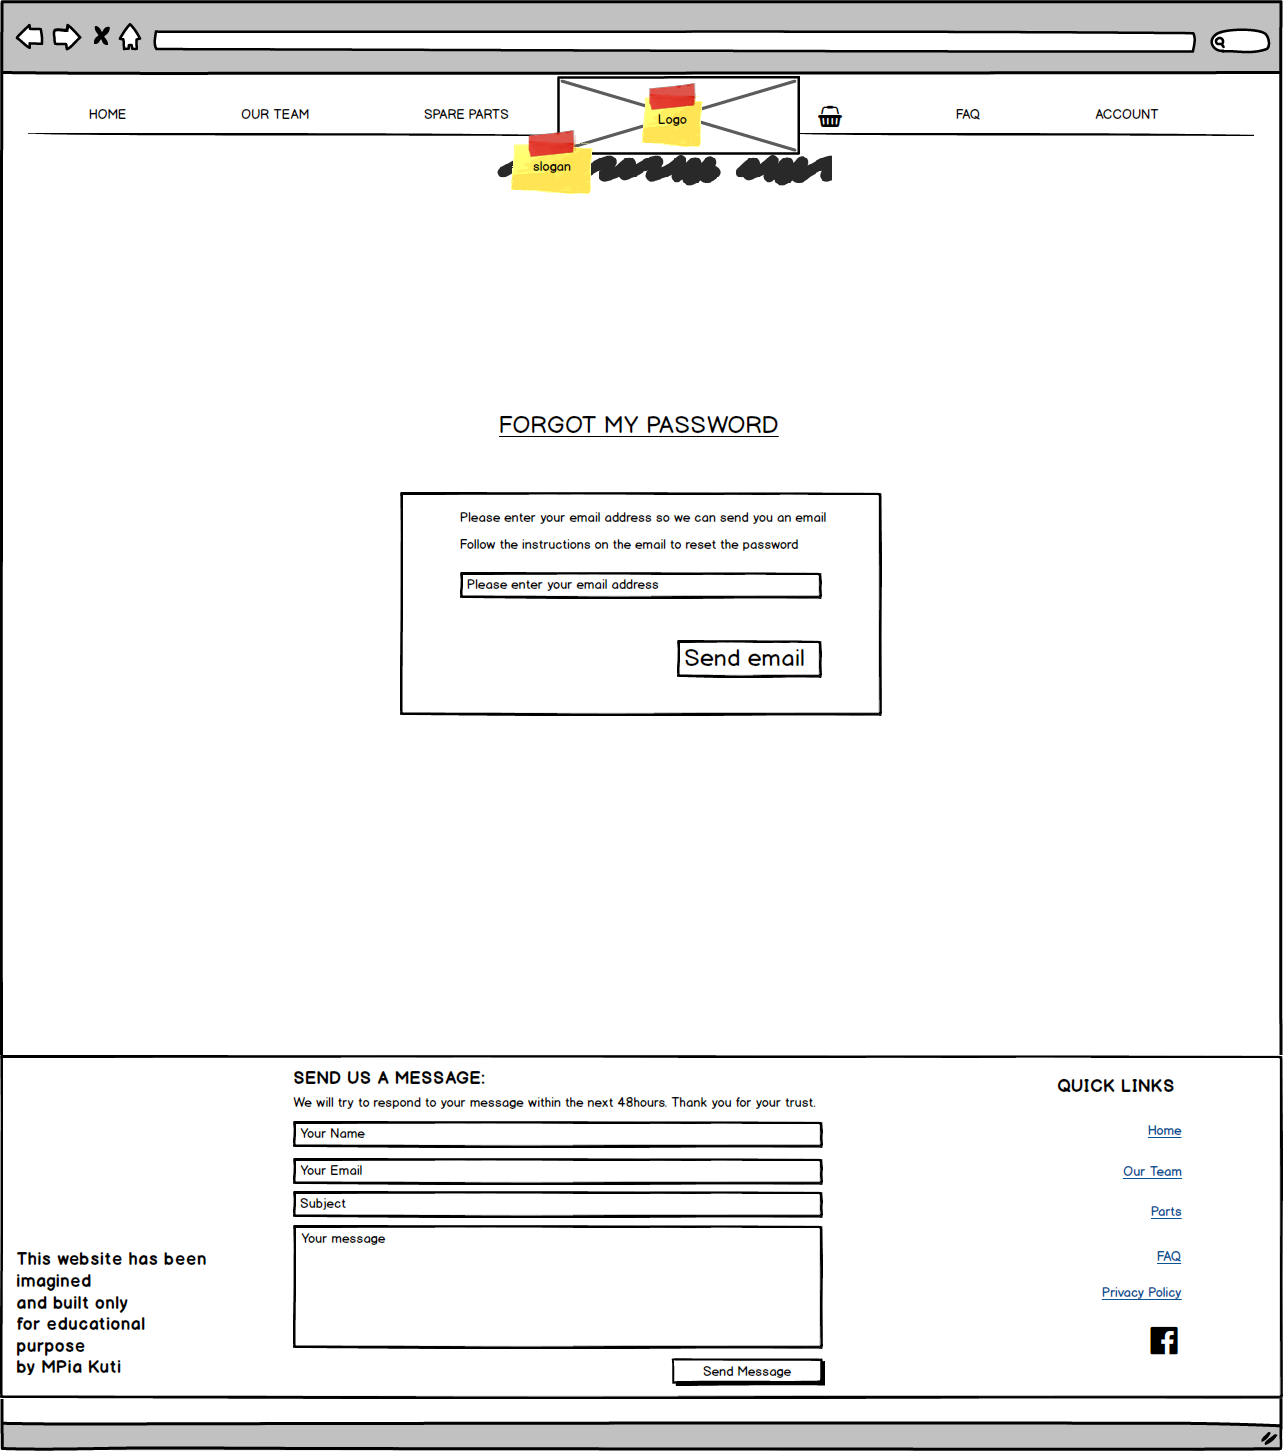 HOME
OUR TEAM
SPARE PARTS
Logo
FAQ
ACCOUNT
slogan
FORGOT MY PASSWORD
Please enter your email address so we can send you an email
Follow the instructions on the email to reset the password
Please enter your email address
Send email
SEND US A MESSAGE:
We will try to respond to your message within the next 48hours. Thank you for your trust.
Your Name
Your Email
Subject
Your message
Send Message
This website has been
imagined
and built only
for educational
purpose
by MPia Kuti
QUICK LINKS
Home
Our Team
Parts
FAQ
Privacy Policy